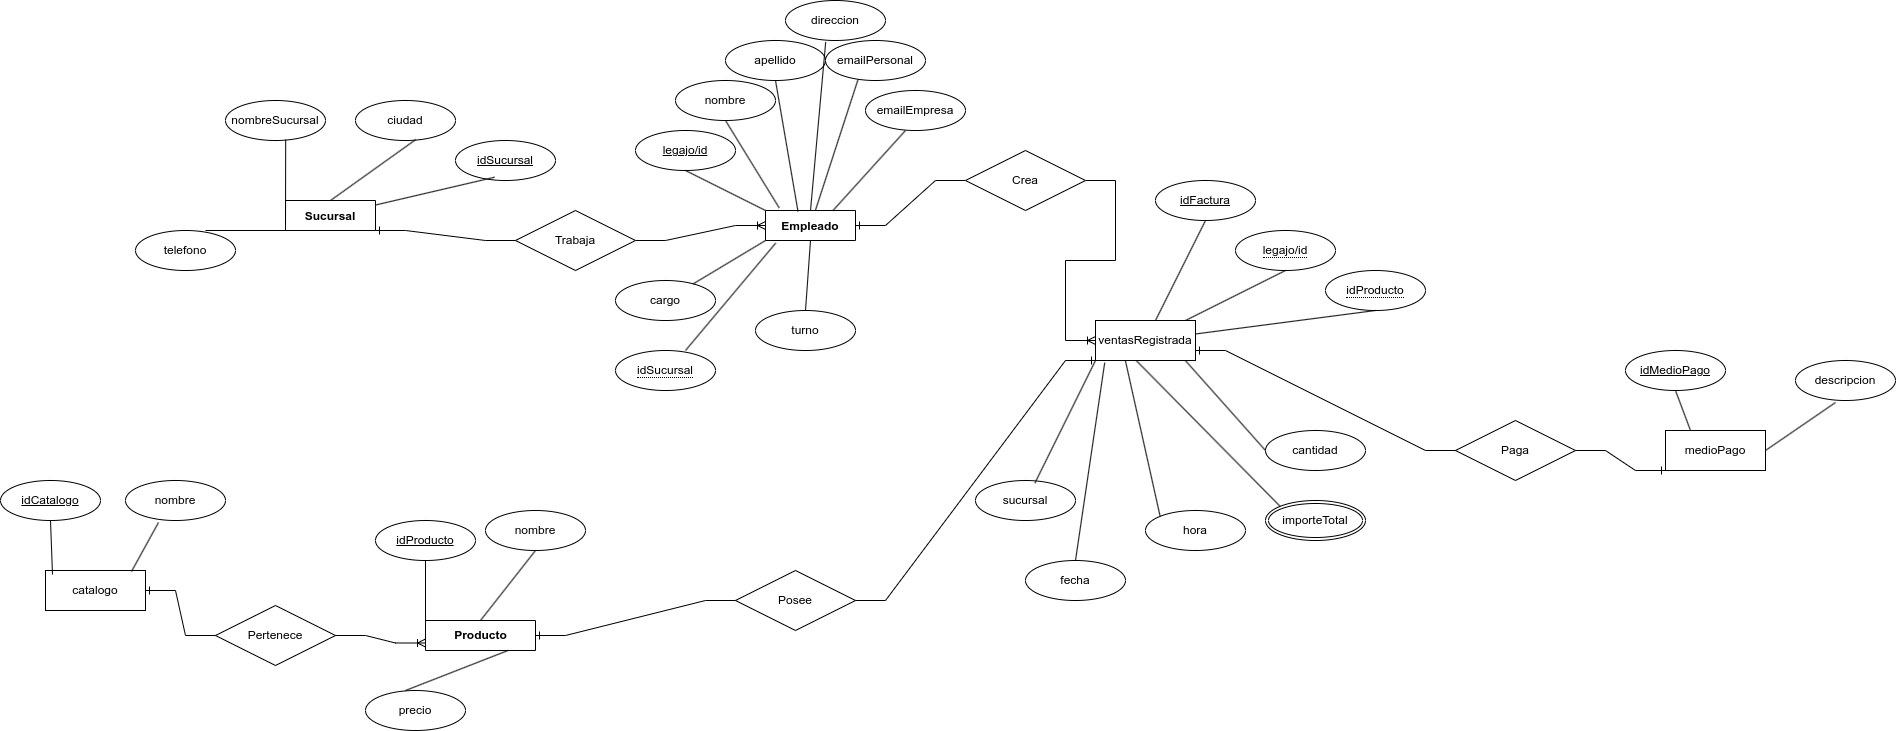 direccion
apellido
emailPersonal
nombre
emailEmpresa
nombreSucursal
ciudad
legajo/id
idSucursal
Crea
idFactura
Sucursal
Empleado
Trabaja
telefono
legajo/id
idProducto
cargo
turno
ventasRegistrada
idSucursal
idMedioPago
descripcion
cantidad
Paga
medioPago
idCatalogo
nombre
sucursal
importeTotal
hora
idProducto
nombre
fecha
catalogo
Posee
Pertenece
Producto
precio